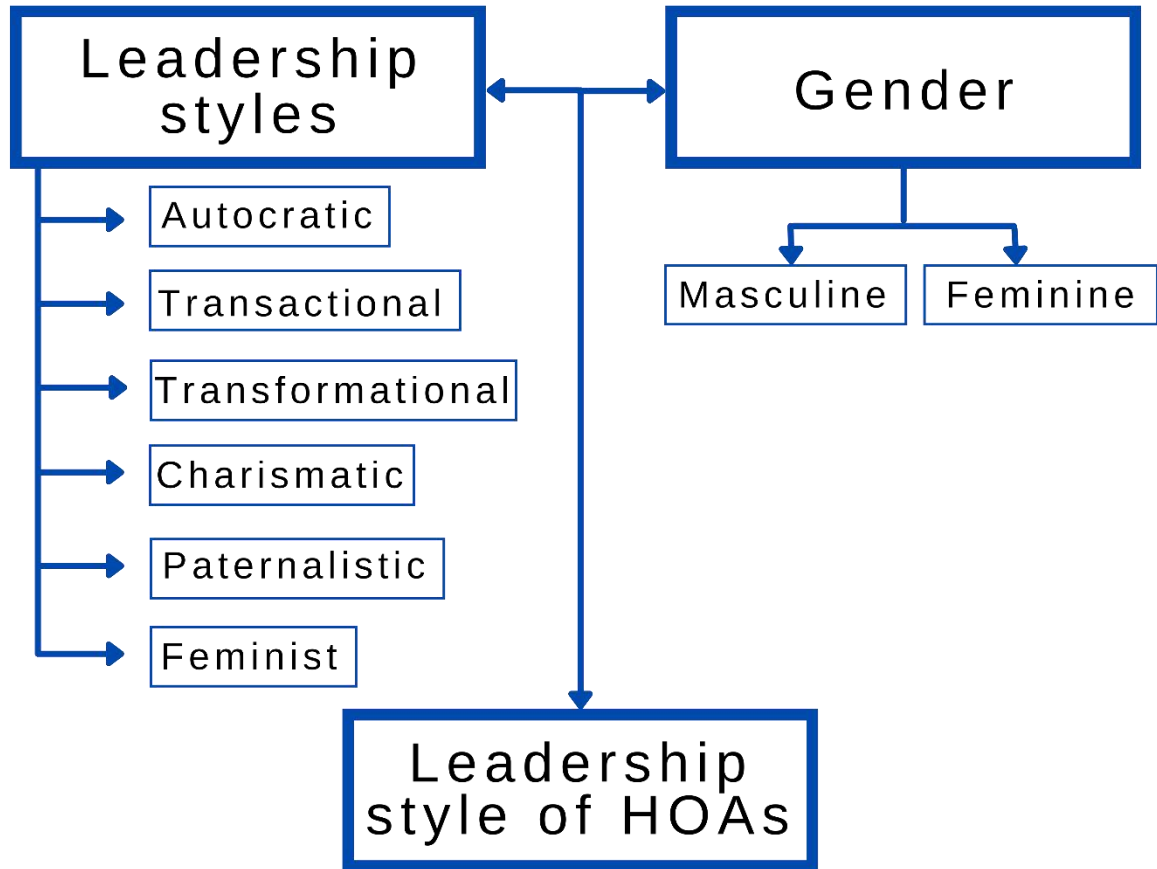 Leadership
styles
Gender
Autocratic
Transactional
Transformational
Charismatic
Paternalistic
Feminist
Masculine
Feminine
Leadership
style of HOAs